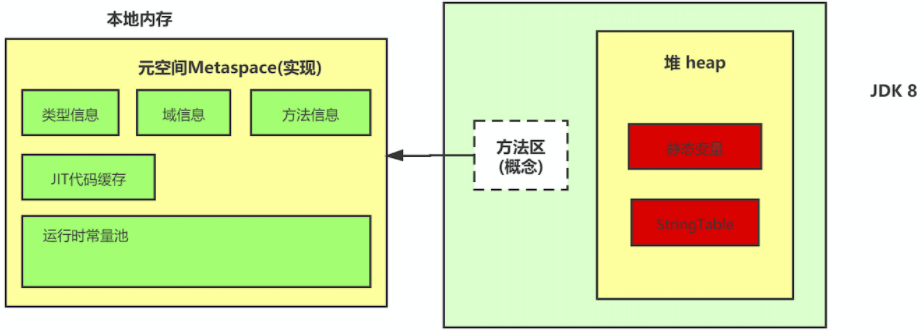 本地内存
元空间Metaspace(实现)
类型信息
域信息
方法信息
JIT代码缓存
运行时常量池
方法区
(概念)
堆 heap
静态变量
StringTable
JDK 8